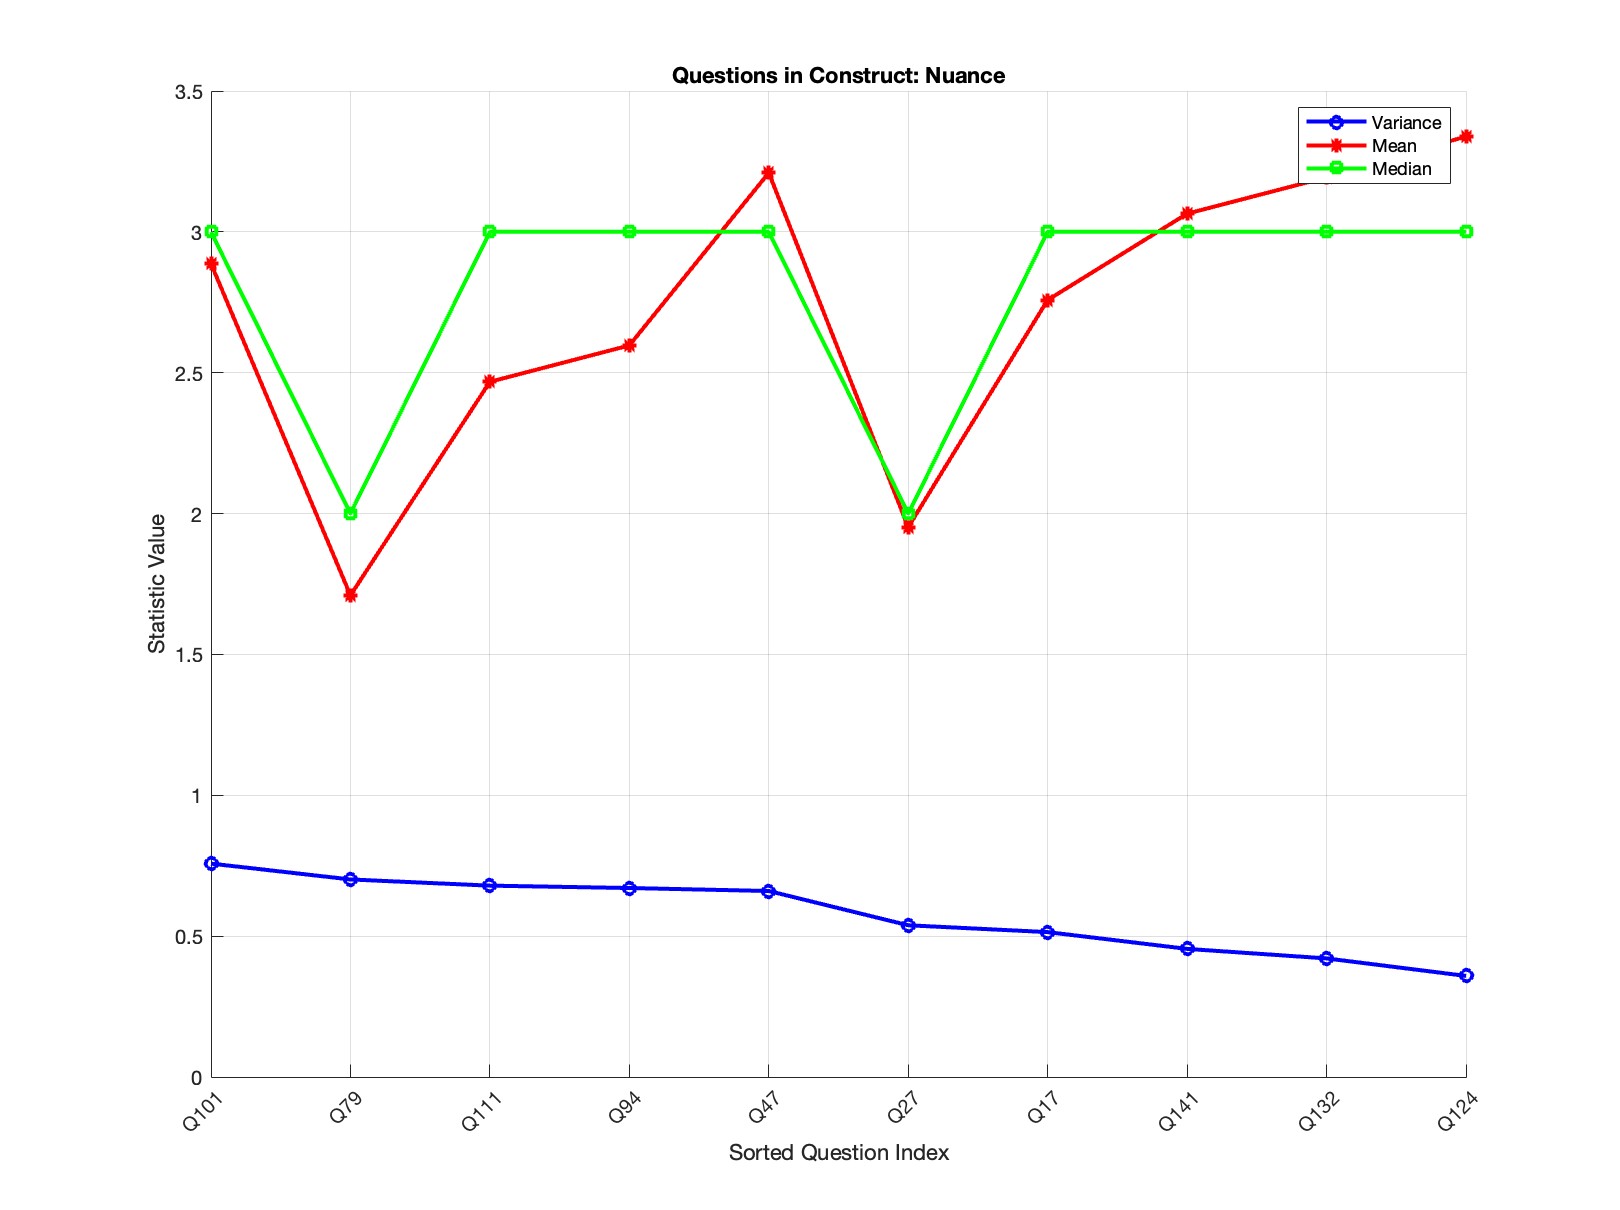 Questions in Construct: Nuance
3.5
3
2.5
2
1.5
1
0.5
0
Statistic Value
Variance
Mean
Median
Q101
Q79
Q111
Q94
Q47
Q27
Q17
Q141
Q132
Q124
Sorted Question Index